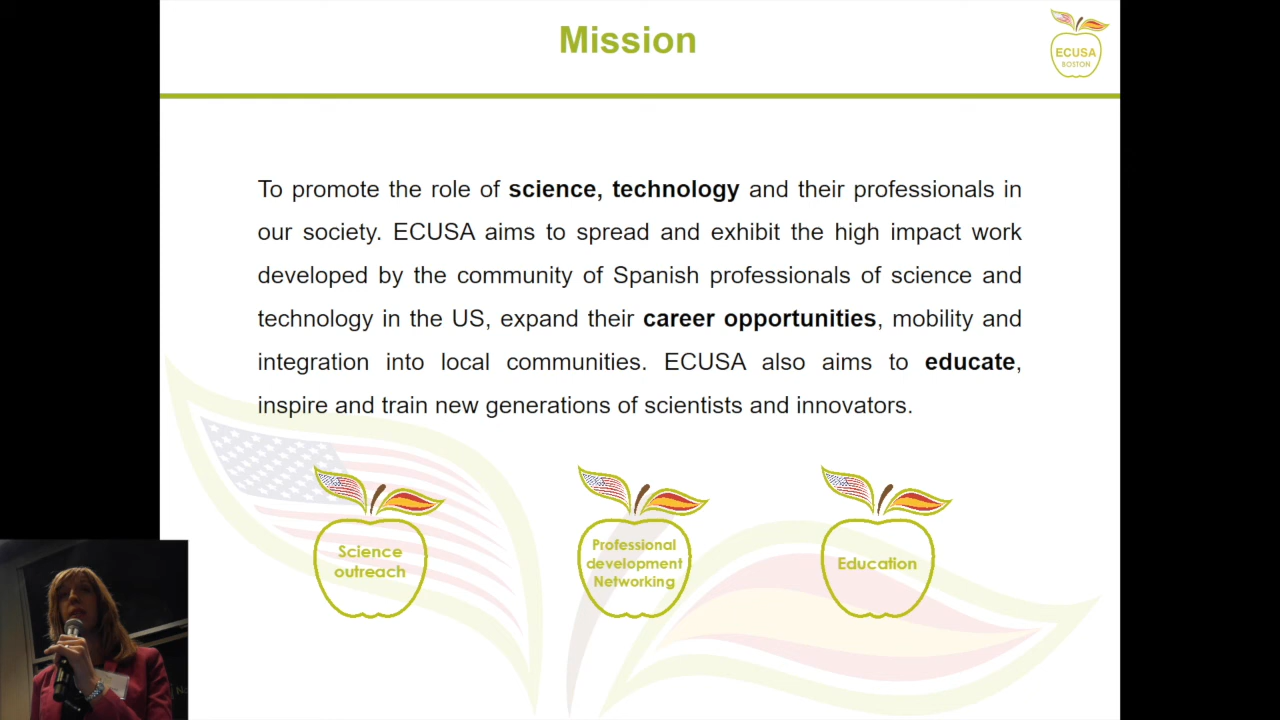 Mission
ECUSA
BOSTON
To promote the role of science, technology and their professionals in
our society. ECUSA aims to spread and exhibit the high impact work
developed by the community of Spanish professionals of science and
technology in the US, expand their career opportunities, mobility and
integration into local communities. ECUSA also aims to educate,
inspire and train new generations of scientists and innovators.
Science
outreach
Professional
development
Networking
Education